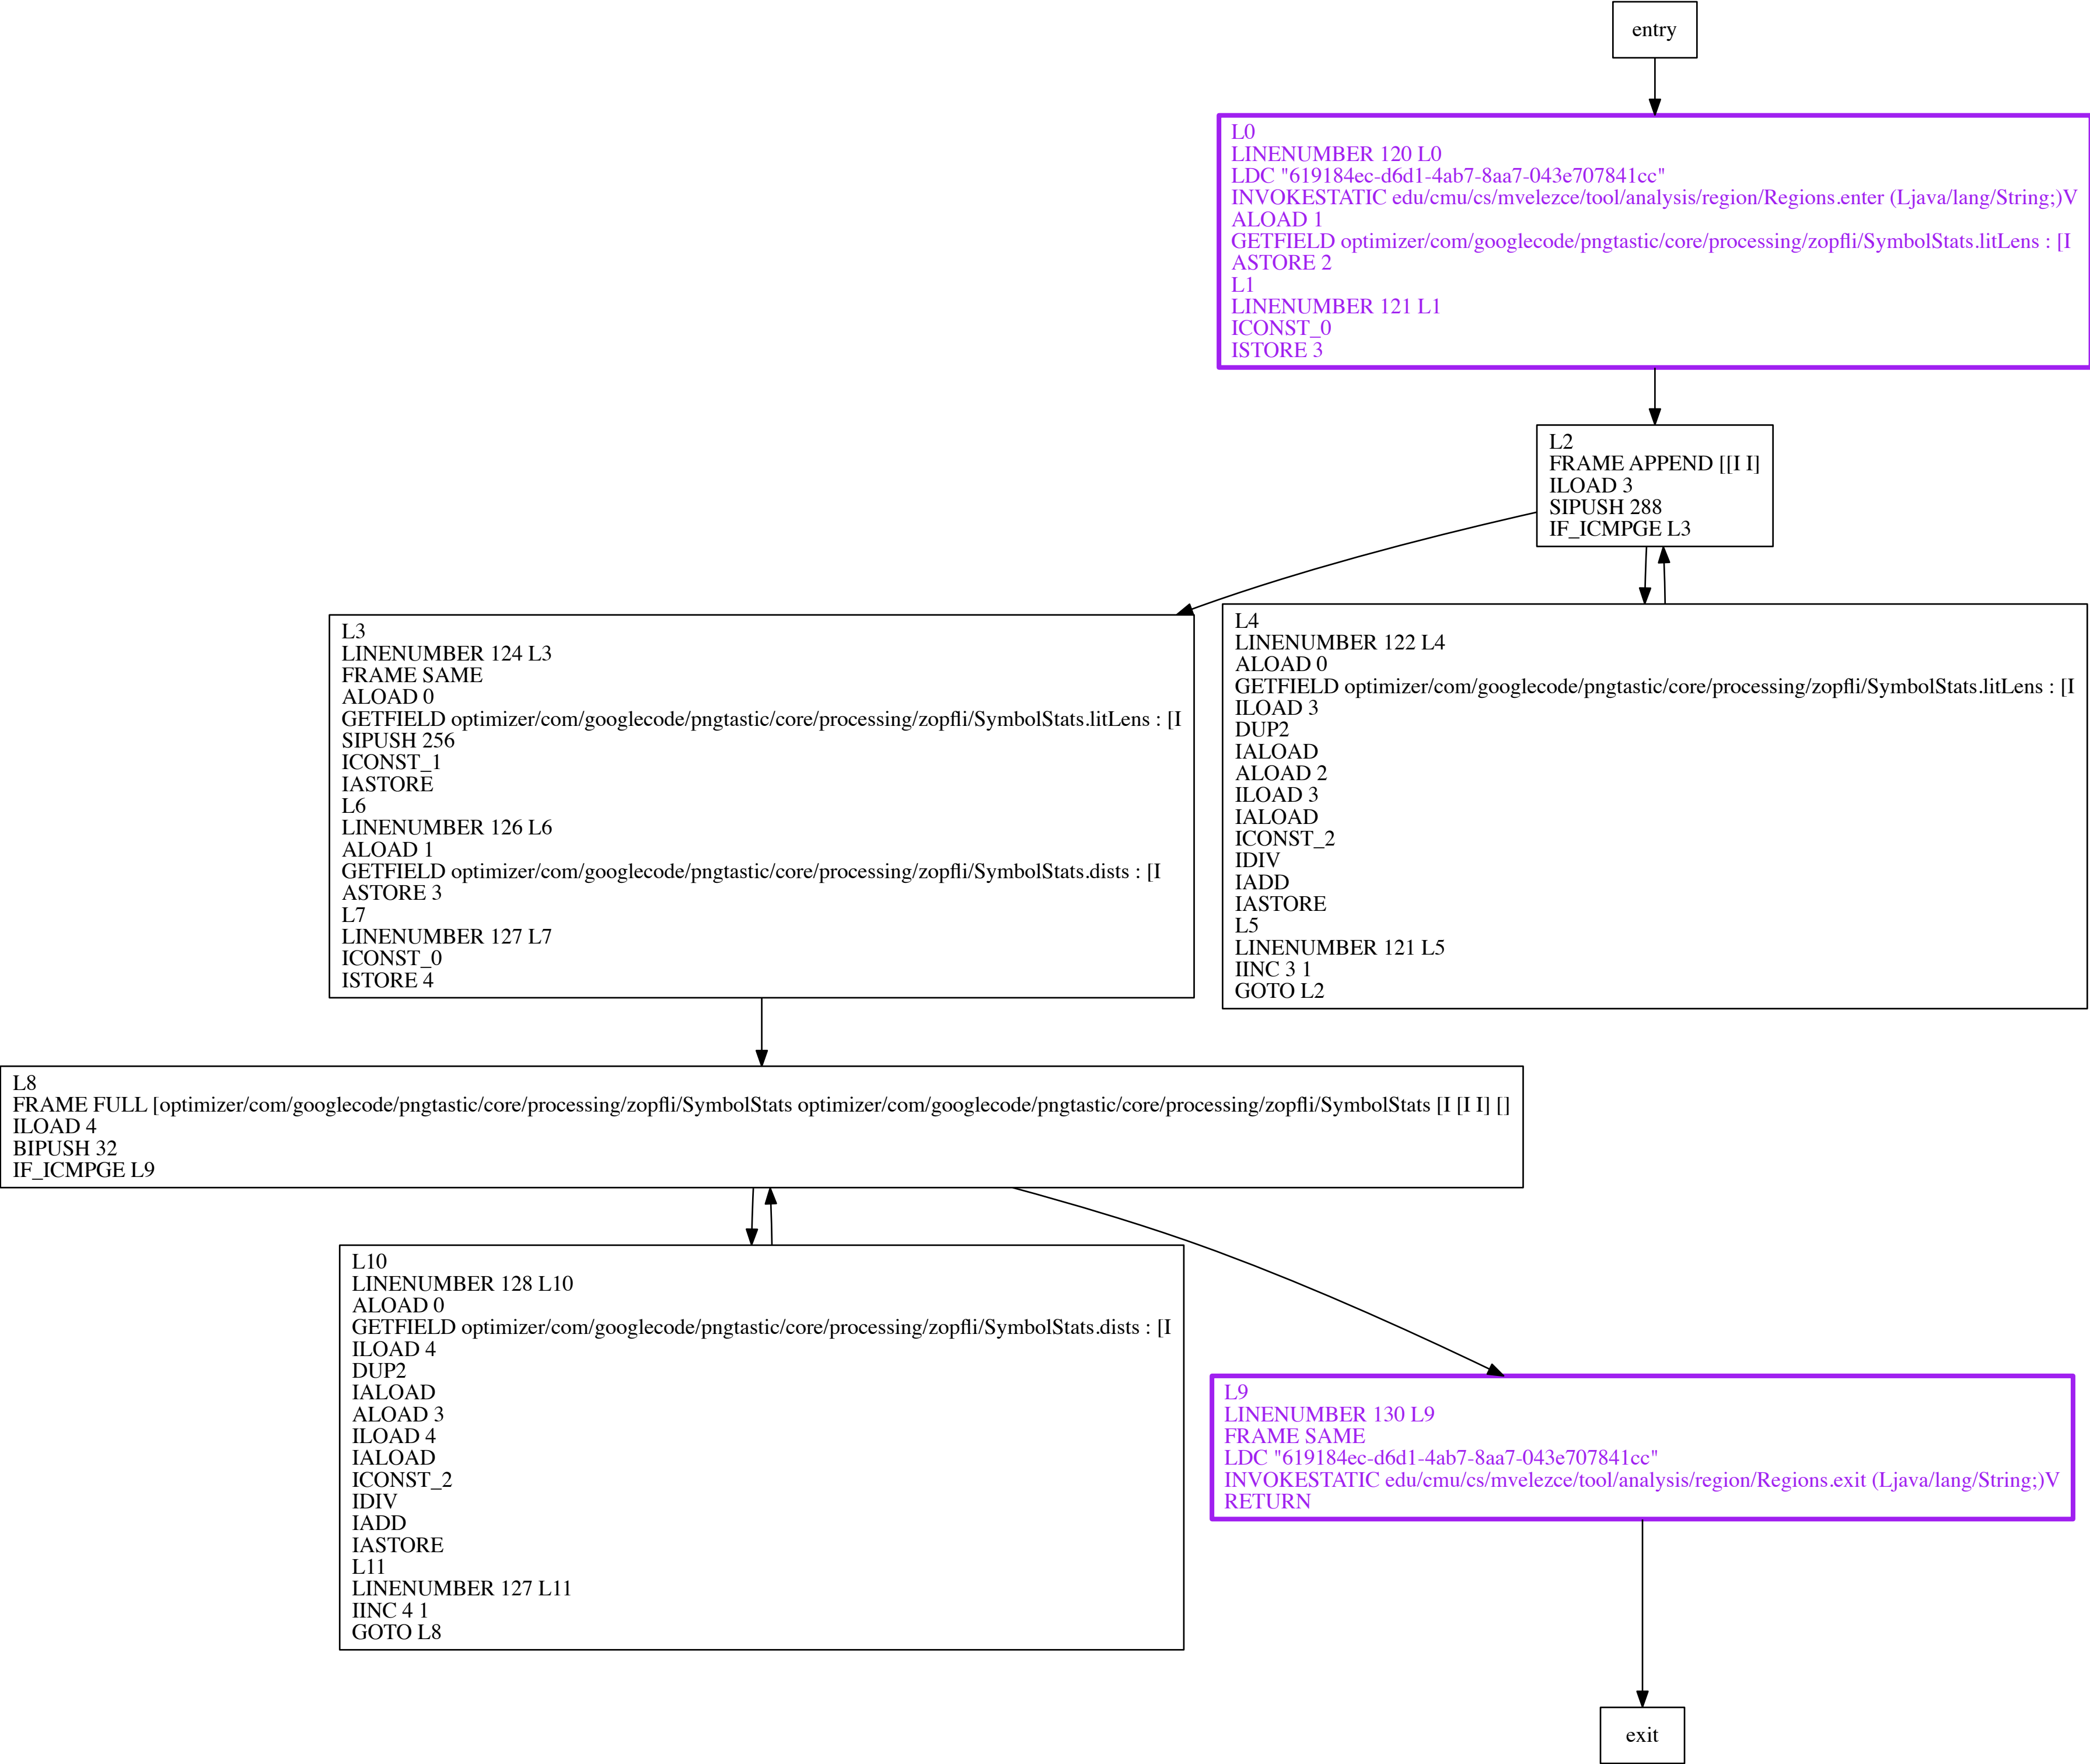 entry
L0
LINENUMBER 120 L0
LDC "619184ec-d6d1-4ab7-8aa7-043e707841cc"
INVOKESTATIC edu/cmu/cs/mvelezce/tool/analysis/region/Regions.enter (Ljava/lang/String;)V
ALOAD 1
GETFIELD optimizer/com/googlecode/pngtastic/core/processing/zopfli/SymbolStats.litLens : [I
ASTORE 2
L1
LINENUMBER 121 L1
ICONST_0
ISTORE 3
L2
FRAME APPEND [[I I]
ILOAD 3
SIPUSH 288
IF_ICMPGE L3
L3
LINENUMBER 124 L3
FRAME SAME
ALOAD 0
GETFIELD optimizer/com/googlecode/pngtastic/core/processing/zopfli/SymbolStats.litLens : [I
SIPUSH 256
ICONST_1
IASTORE
L6
LINENUMBER 126 L6
ALOAD 1
GETFIELD optimizer/com/googlecode/pngtastic/core/processing/zopfli/SymbolStats.dists : [I
ASTORE 3
L7
LINENUMBER 127 L7
ICONST_0
ISTORE 4
L4
LINENUMBER 122 L4
ALOAD 0
GETFIELD optimizer/com/googlecode/pngtastic/core/processing/zopfli/SymbolStats.litLens : [I
ILOAD 3
DUP2
IALOAD
ALOAD 2
ILOAD 3
IALOAD
ICONST_2
IDIV
IADD
IASTORE
L5
LINENUMBER 121 L5
IINC 3 1
GOTO L2
L8
FRAME FULL [optimizer/com/googlecode/pngtastic/core/processing/zopfli/SymbolStats optimizer/com/googlecode/pngtastic/core/processing/zopfli/SymbolStats [I [I I] []
ILOAD 4
BIPUSH 32
IF_ICMPGE L9
L10
LINENUMBER 128 L10
ALOAD 0
GETFIELD optimizer/com/googlecode/pngtastic/core/processing/zopfli/SymbolStats.dists : [I
ILOAD 4
DUP2
IALOAD
ALOAD 3
ILOAD 4
IALOAD
ICONST_2
IDIV
IADD
IASTORE
L11
LINENUMBER 127 L11
IINC 4 1
GOTO L8
L9
LINENUMBER 130 L9
FRAME SAME
LDC "619184ec-d6d1-4ab7-8aa7-043e707841cc"
INVOKESTATIC edu/cmu/cs/mvelezce/tool/analysis/region/Regions.exit (Ljava/lang/String;)V
RETURN
exit